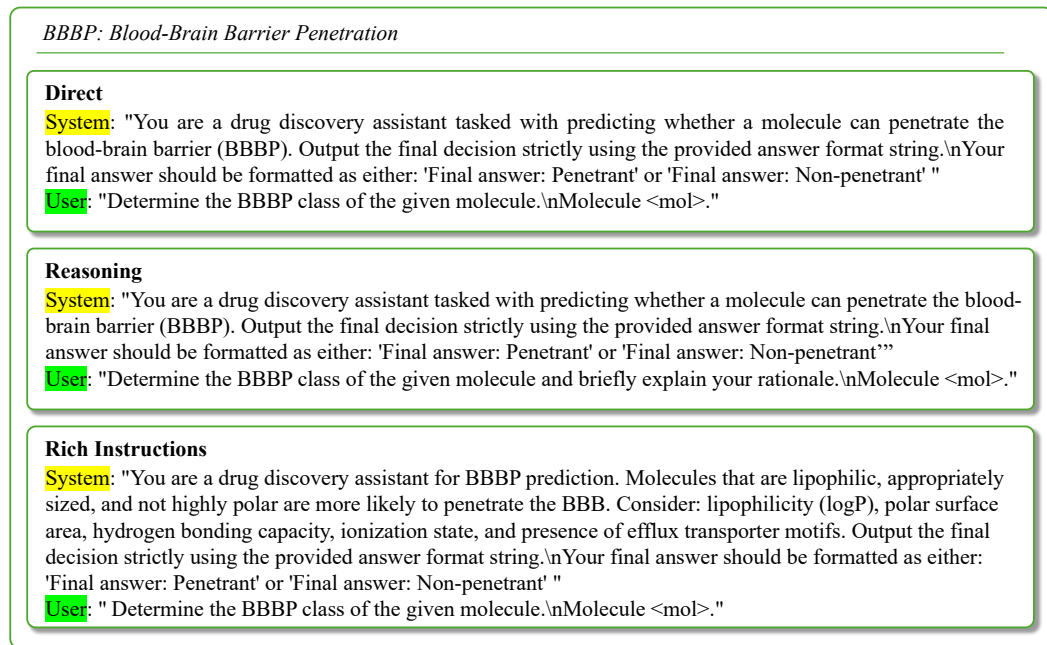 BBBP: Blood-Brain Barrier Penetration
Direct
System: "You are a drug discovery assistant tasked with predicting whether a molecule can penetrate the
blood-brain barrier (BBBP). Output the final decision strictly using the provided answer format string.\nYour
final answer should be formatted as either: 'Final answer: Penetrant' or 'Final answer: Non-penetrant' "
User: "Determine the BBBP class of the given molecule.\nMolecule <mol>."
Reasoning
System: "You are a drug discovery assistant tasked with predicting whether a molecule can penetrate the blood-
brain barrier (BBBP). Output the final decision strictly using the provided answer format string.\nYour final
answer should be formatted as either: 'Final answer: Penetrant' or 'Final answer: Non-penetrant’”
User: "Determine the BBBP class of the given molecule and briefly explain your rationale.\nMolecule <mol>."
Rich Instructions
System: "You are a drug discovery assistant for BBBP prediction. Molecules that are lipophilic, appropriately
sized, and not highly polar are more likely to penetrate the BBB. Consider: lipophilicity (logP), polar surface
area, hydrogen bonding capacity, ionization state, and presence of efflux transporter motifs. Output the final
decision strictly using the provided answer format string.\nYour final answer should be formatted as either:
'Final answer: Penetrant' or 'Final answer: Non-penetrant' "
User: " Determine the BBBP class of the given molecule.\nMolecule <mol>."